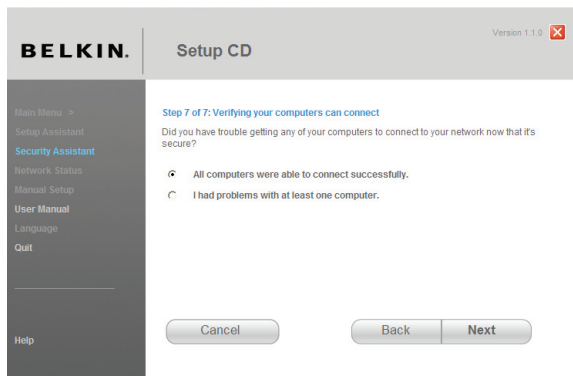 Version 1.1.0
BELKIN.
Setup CD
Main Menu >
Setup Assistant
Security Assistant
Network Status
Manual Setup
User Manual
Language
Quit
Help
Step 7 of 7: Verifying your computers can connect
Did you have trouble getting any of your computers to connect to your network now that it's
secure?
All computers were able to connect successfully.
I had problems with at least one computer.
Cancel
Back
Next